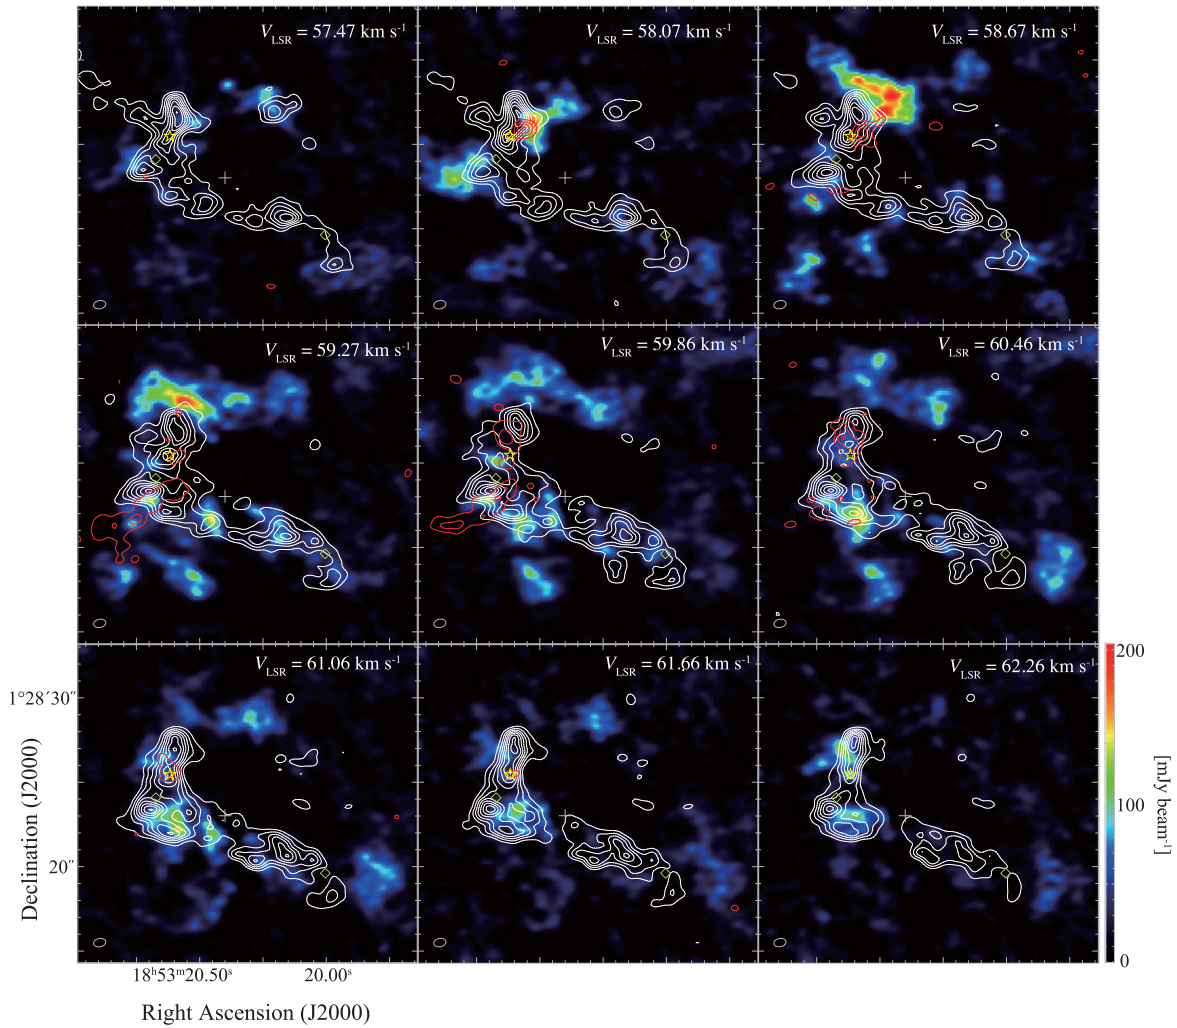 V_LSR = 57.47 km s⁻¹
V_LSR = 58.07 km s⁻¹
V_LSR = 58.67 km s⁻¹
V_LSR = 59.27 km s⁻¹
V_LSR = 59.86 km s⁻¹
V_LSR = 60.46 km s⁻¹
V_LSR = 61.06 km s⁻¹
V_LSR = 61.66 km s⁻¹
V_LSR = 62.26 km s⁻¹
1°28′30″
20″
Declination (J2000)
18ʰ53ᵐ20.50ˢ
20.00ˢ
Right Ascension (J2000)
200
100
0
[mJy beam⁻¹]